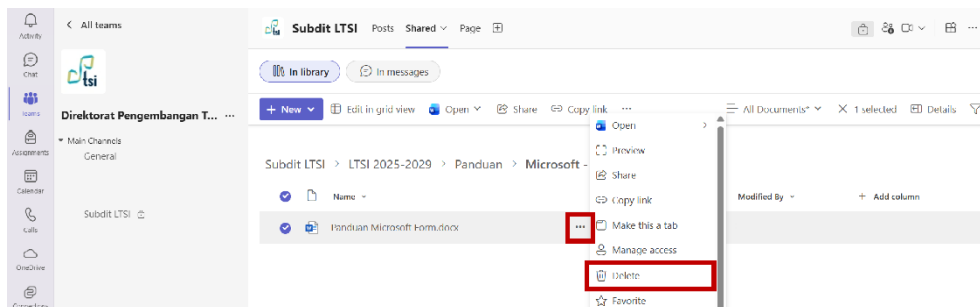 Activity
Chat
Teams
Assignments
Calendar
Calls
OneDrive
All teams
tsi
Direktorat Pengembangan T... ...
Main Channels
General
Subdit LTSI
Subdit LTSI Posts Shared Page
In library In messages
+ New Edit in grid view Open Share Copy link ... All Documents* 1 selected Details
Subdit LTSI > LTSI 2025-2029 > Panduan > Microsoft -
Name Modified By + Add column
Panduan Microsoft Form.docx ...
Open
Preview
Share
Copy link
Make this a tab
Manage access
Delete
Favorite